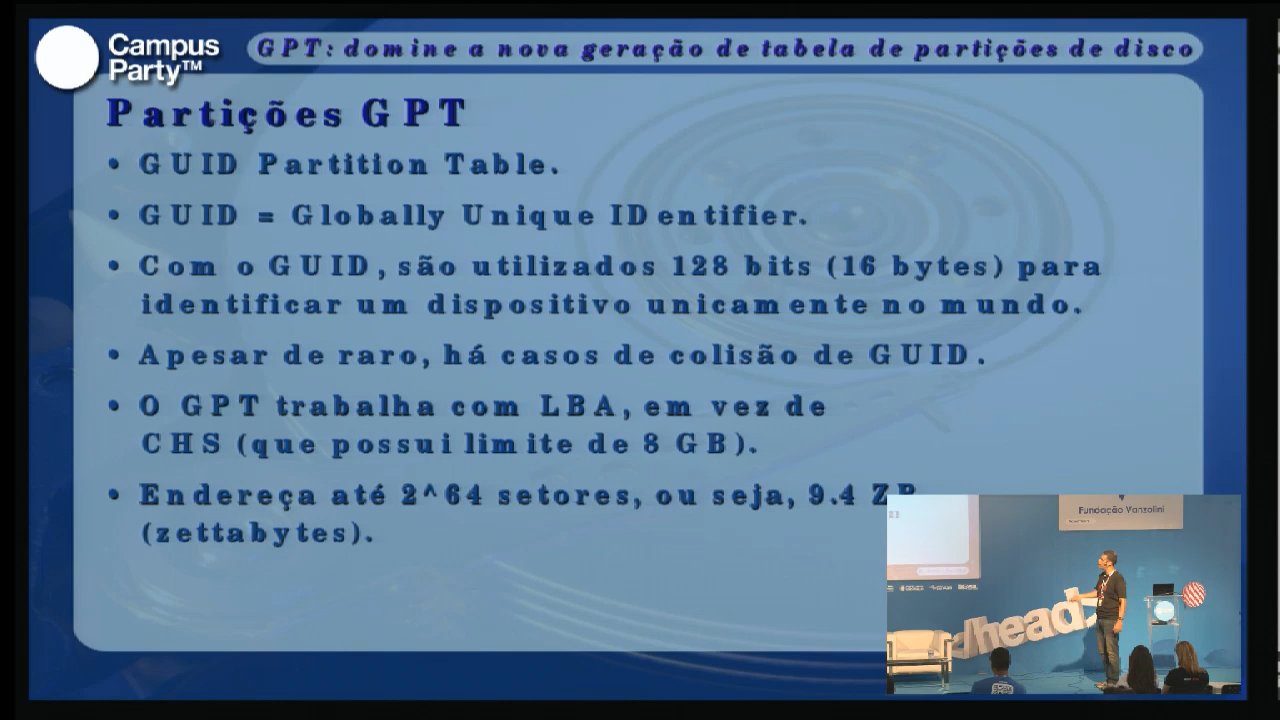 Campus
Party™
GPT: domine a nova geração de tabela de partições de disco
Partições GPT
• GUID Partition Table.
• GUID = Globally Unique IDentifier.
• Com o GUID, são utilizados 128 bits (16 bytes) para
identificar um dispositivo unicamente no mundo.
• Apesar de raro, há casos de colisão de GUID.
• O GPT trabalha com LBA, em vez de
CHS (que possui limite de 8 GB).
• Endereça até 2^64 setores, ou seja, 9.4 ZB
(zettabytes).
Fundação Vanzolini
head